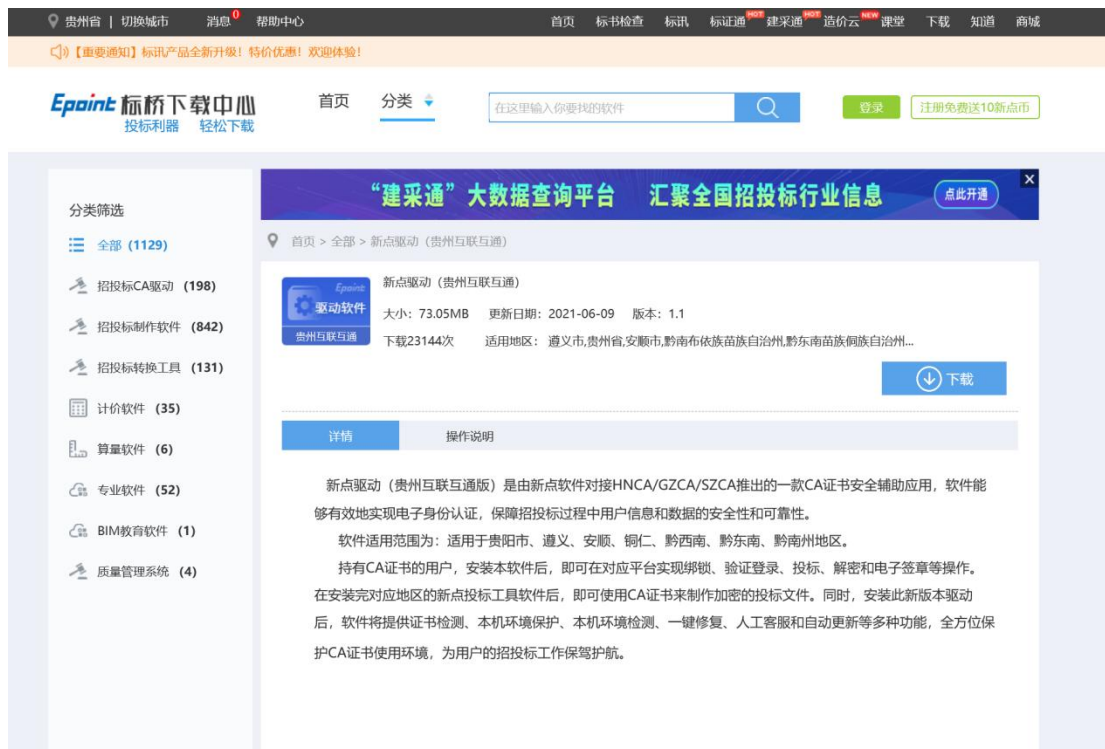 贵州省 | 切换城市 消息 0 帮助中心 首页 标书检查 标讯 标证通 HOT 建采通 HOT 造价云 NEW 课堂 下载 知道 商城
【重要通知】标讯产品全新升级！特价优惠！欢迎体验！
Epoint 标桥下载中心 首页 分类 在这里输入你要找的软件 登录 注册免费送10新点币
投标利器 轻松下载
“建采通”大数据查询平台 汇聚全国招投标行业信息 点此开通 X
分类筛选
全部 (1129)
招投标CA驱动 (198)
招投标制作软件 (842)
招投标转换工具 (131)
计价软件 (35)
算量软件 (6)
专业软件 (52)
BIM教育软件 (1)
质量管理系统 (4)
首页 > 全部 > 新点驱动（贵州互联互通）
Epoint
驱动软件
贵州互联互通
新点驱动（贵州互联互通）
大小：73.05MB 更新日期：2021-06-09 版本：1.1
下载23144次 适用地区： 遵义市,贵州省,安顺市,黔南布依族苗族自治州,黔东南苗族侗族自治州...
下载
详情 操作说明
新点驱动（贵州互联互通版）是由新点软件对接HNCA/GZCA/SZCA推出的一款CA证书安全辅助应用，软件能
够有效地实现电子身份认证，保障招投标过程中用户信息和数据的安全性和可靠性。
软件适用范围为：适用于贵阳市、遵义、安顺、铜仁、黔西南、黔东南、黔南州地区。
持有CA证书的用户，安装本软件后，即可在对应平台实现绑锁、验证登录、投标、解密和电子签章等操作。
在安装完对应地区的新点投标工具软件后，即可使用CA证书来制作加密的投标文件。同时，安装此新版本驱动
后，软件将提供证书检测、本机环境保护、本机环境检测、一键修复、人工客服和自动更新等多种功能，全方位保
护CA证书使用环境，为用户的招投标工作保驾护航。